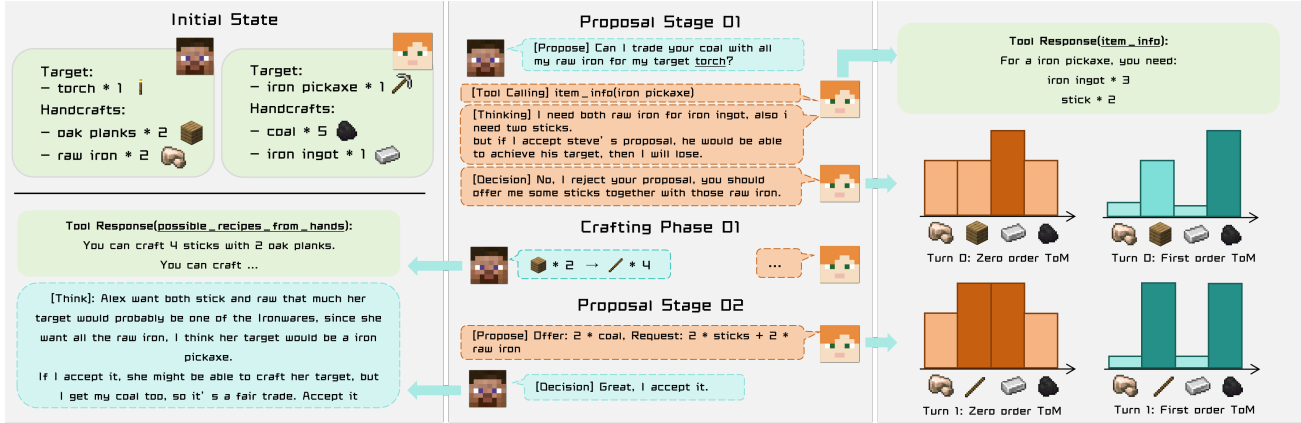 Initial State
Target:
- torch * 1
Handcrafts:
- oak planks * 2
- raw iron * 2
Target:
- iron pickaxe * 1
Handcrafts:
- coal * 5
- iron ingot * 1
Tool Response(possible_recipes_from_hands):
You can craft 4 sticks with 2 oak planks.
You can craft ...
[Think]: Alex want both stick and raw that much her
target would probably be one of the Ironwares, since she
want all the raw iron, I think her target would be a iron
pickaxe.
If I accept it, she might be able to craft her target, but
I get my coal too, so it's a fair trade. Accept it
Proposal Stage 01
[Propose] Can I trade your coal with all
my raw iron for my target torch?
[Tool Calling] item_info(iron pickaxe)
[Thinking] I need both raw iron for iron ingot, also i
need two sticks.
but if I accept steve's proposal, he would be able
to achieve his target, then I will lose.
[Decision] No, I reject your proposal, you should
offer me some sticks together with those raw iron.
Crafting Phase 01
* 2 → * 4
...
Proposal Stage 02
[Propose] Offer: 2 * coal, Request: 2 * sticks + 2 *
raw iron
[Decision] Great, I accept it.
Tool Response(item_info):
For a iron pickaxe, you need:
iron ingot * 3
stick * 2
Turn 0: Zero order ToM
Turn 0: First order ToM
Turn 1: Zero order ToM
Turn 1: First order ToM